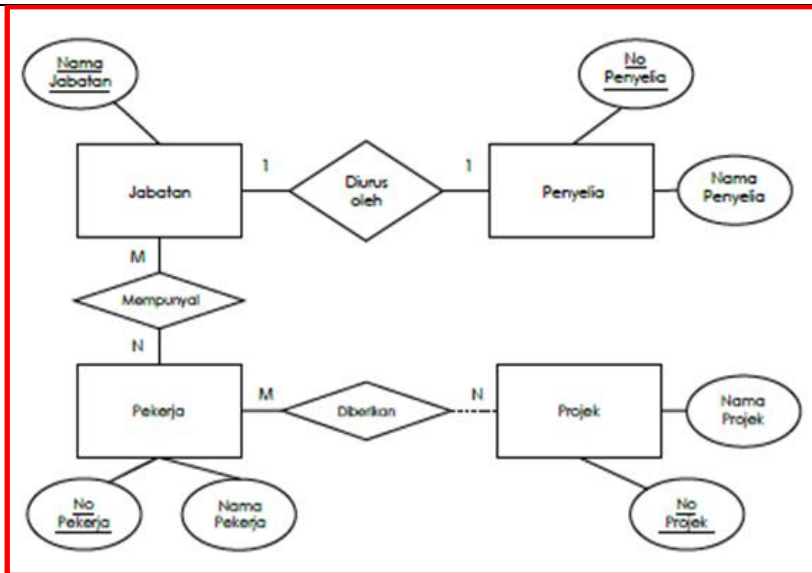 Nama
Jabatan
No
Penyelia
Jabatan
1
Diurus
oleh
1
Penyelia
Nama
Penyelia
M
Mempunyai
N
Pekerja
M
Diberikan
N
Projek
Nama
Projek
No
Pekerja
Nama
Pekerja
No
Projek